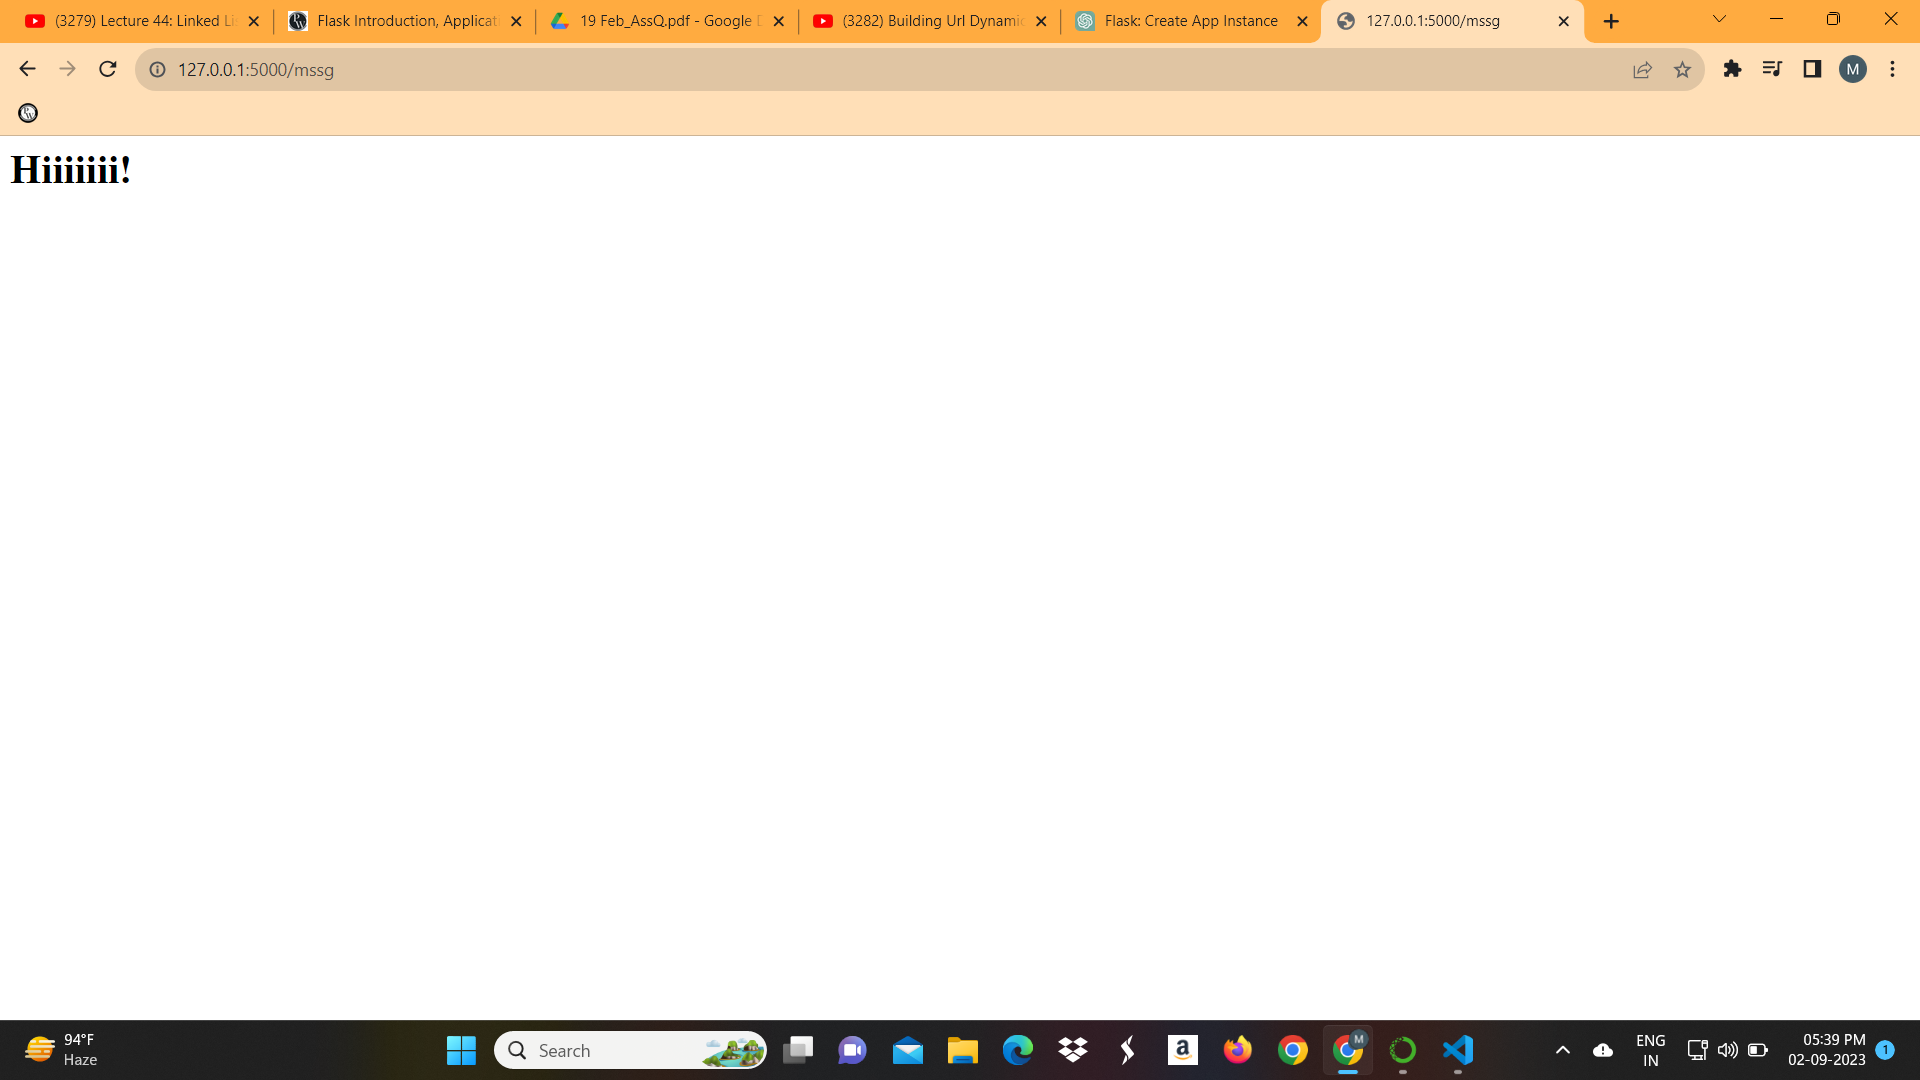 (3279) Lecture 44: Linked Li
Flask Introduction, Applicati
19 Feb_AssQ.pdf - Google D
(3282) Building Url Dynamic
Flask: Create App Instance
127.0.0.1:5000/mssg
127.0.0.1:5000/mssg
M
Hiiiiiii!
94°F
Haze
Search
a
M
ENG
IN
05:39 PM
02-09-2023
1